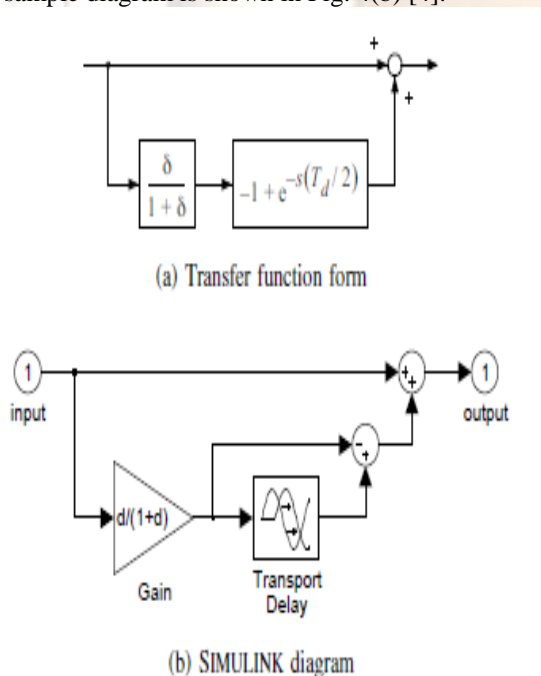 sample diagram is shown in Fig. 4(b) [4].
+
+
δ
1 + δ
–1 + e^–s(T_d/2)
(a) Transfer function form
1
input
+
+
1
output
-
+
d/(1+d)
Gain
Transport
Delay
(b) SIMULINK diagram